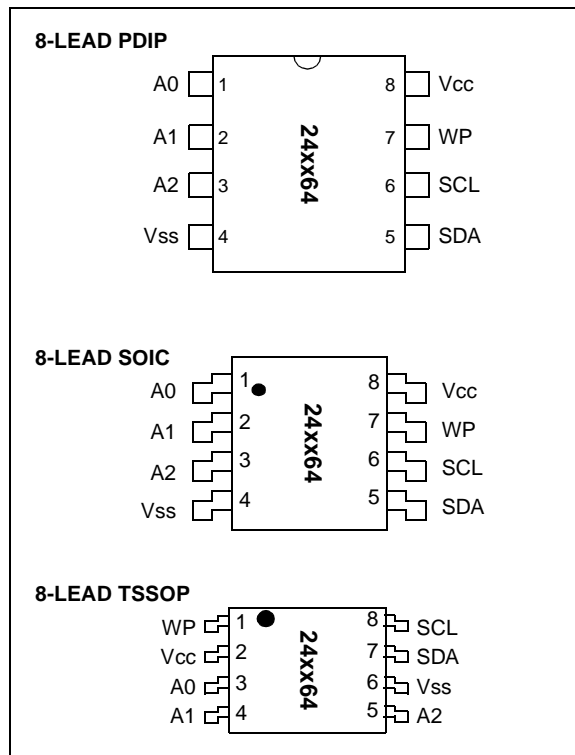 8-LEAD PDIP
A0 1 8 Vcc
A1 2 7 WP
A2 3 6 SCL
Vss 4 5 SDA
24xx64
8-LEAD SOIC
A0 1 8 Vcc
A1 2 7 WP
A2 3 6 SCL
Vss 4 5 SDA
24xx64
8-LEAD TSSOP
WP 1 8 SCL
Vcc 2 7 SDA
A0 3 6 Vss
A1 4 5 A2
24xx64